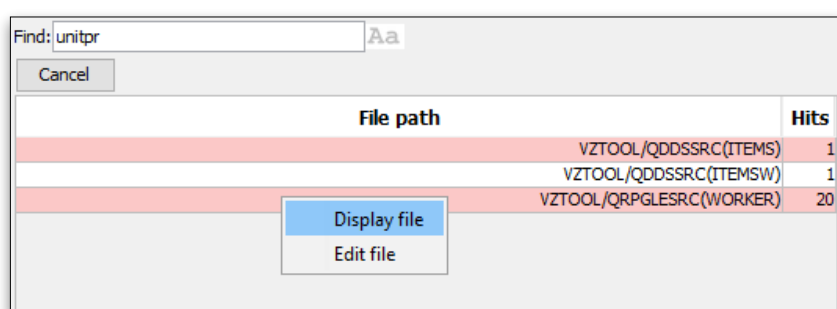 Find: unitpr Aa
Cancel
File path Hits
VZTOOL/QDDSSRC(ITEMS) 1
VZTOOL/QDDSSRC(ITEMSW) 1
VZTOOL/QRPGLESRC(WORKER) 20
Display file
Edit file